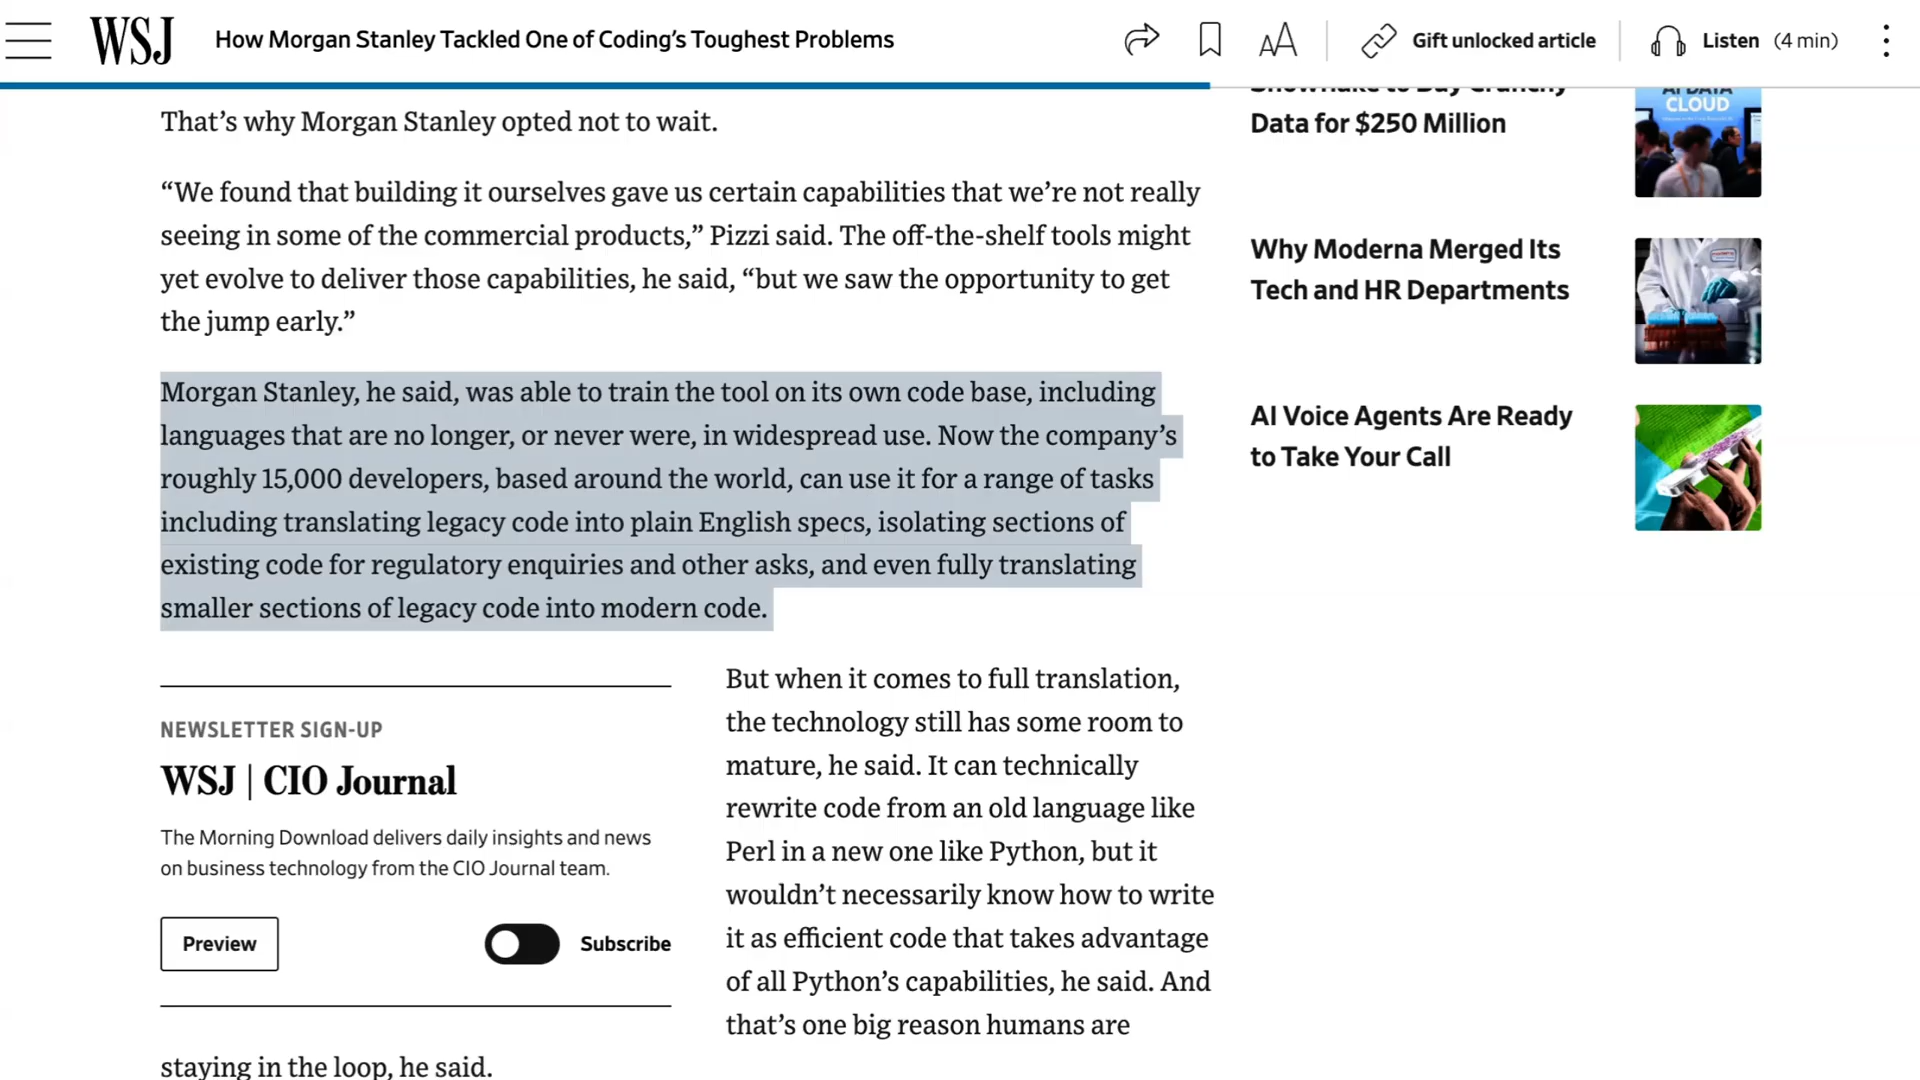 WSJ
How Morgan Stanley Tackled One of Coding’s Toughest Problems
AA
Gift unlocked article
Listen (4 min)
That’s why Morgan Stanley opted not to wait.
“We found that building it ourselves gave us certain capabilities that we’re not really
seeing in some of the commercial products,” Pizzi said. The off-the-shelf tools might
yet evolve to deliver those capabilities, he said, “but we saw the opportunity to get
the jump early.”
Morgan Stanley, he said, was able to train the tool on its own code base, including
languages that are no longer, or never were, in widespread use. Now the company’s
roughly 15,000 developers, based around the world, can use it for a range of tasks
including translating legacy code into plain English specs, isolating sections of
existing code for regulatory enquiries and other asks, and even fully translating
smaller sections of legacy code into modern code.
NEWSLETTER SIGN-UP
WSJ | CIO Journal
The Morning Download delivers daily insights and news
on business technology from the CIO Journal team.
Preview
Subscribe
But when it comes to full translation,
the technology still has some room to
mature, he said. It can technically
rewrite code from an old language like
Perl in a new one like Python, but it
wouldn’t necessarily know how to write
it as efficient code that takes advantage
of all Python’s capabilities, he said. And
that’s one big reason humans are
staying in the loop, he said.
Snowflake to Buy Crunchy
Data for $250 Million
AI DATA
CLOUD
Why Moderna Merged Its
Tech and HR Departments
AI Voice Agents Are Ready
to Take Your Call